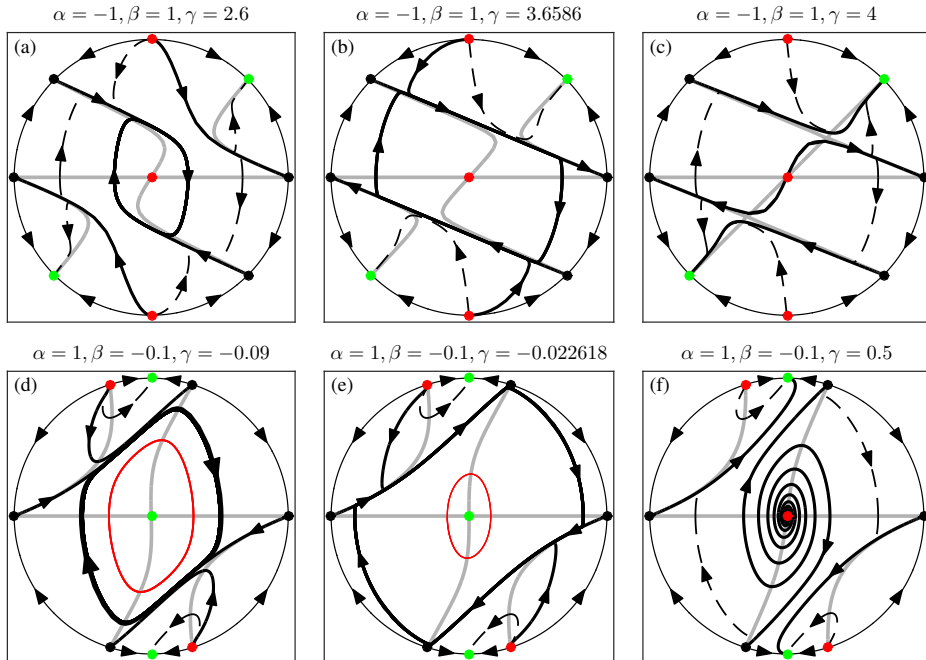 α = −1, β = 1, γ = 2.6
α = −1, β = 1, γ = 3.6586
α = −1, β = 1, γ = 4
(a)
(b)
(c)
α = 1, β = −0.1, γ = −0.09
α = 1, β = −0.1, γ = −0.022618
α = 1, β = −0.1, γ = 0.5
(d)
(e)
(f)